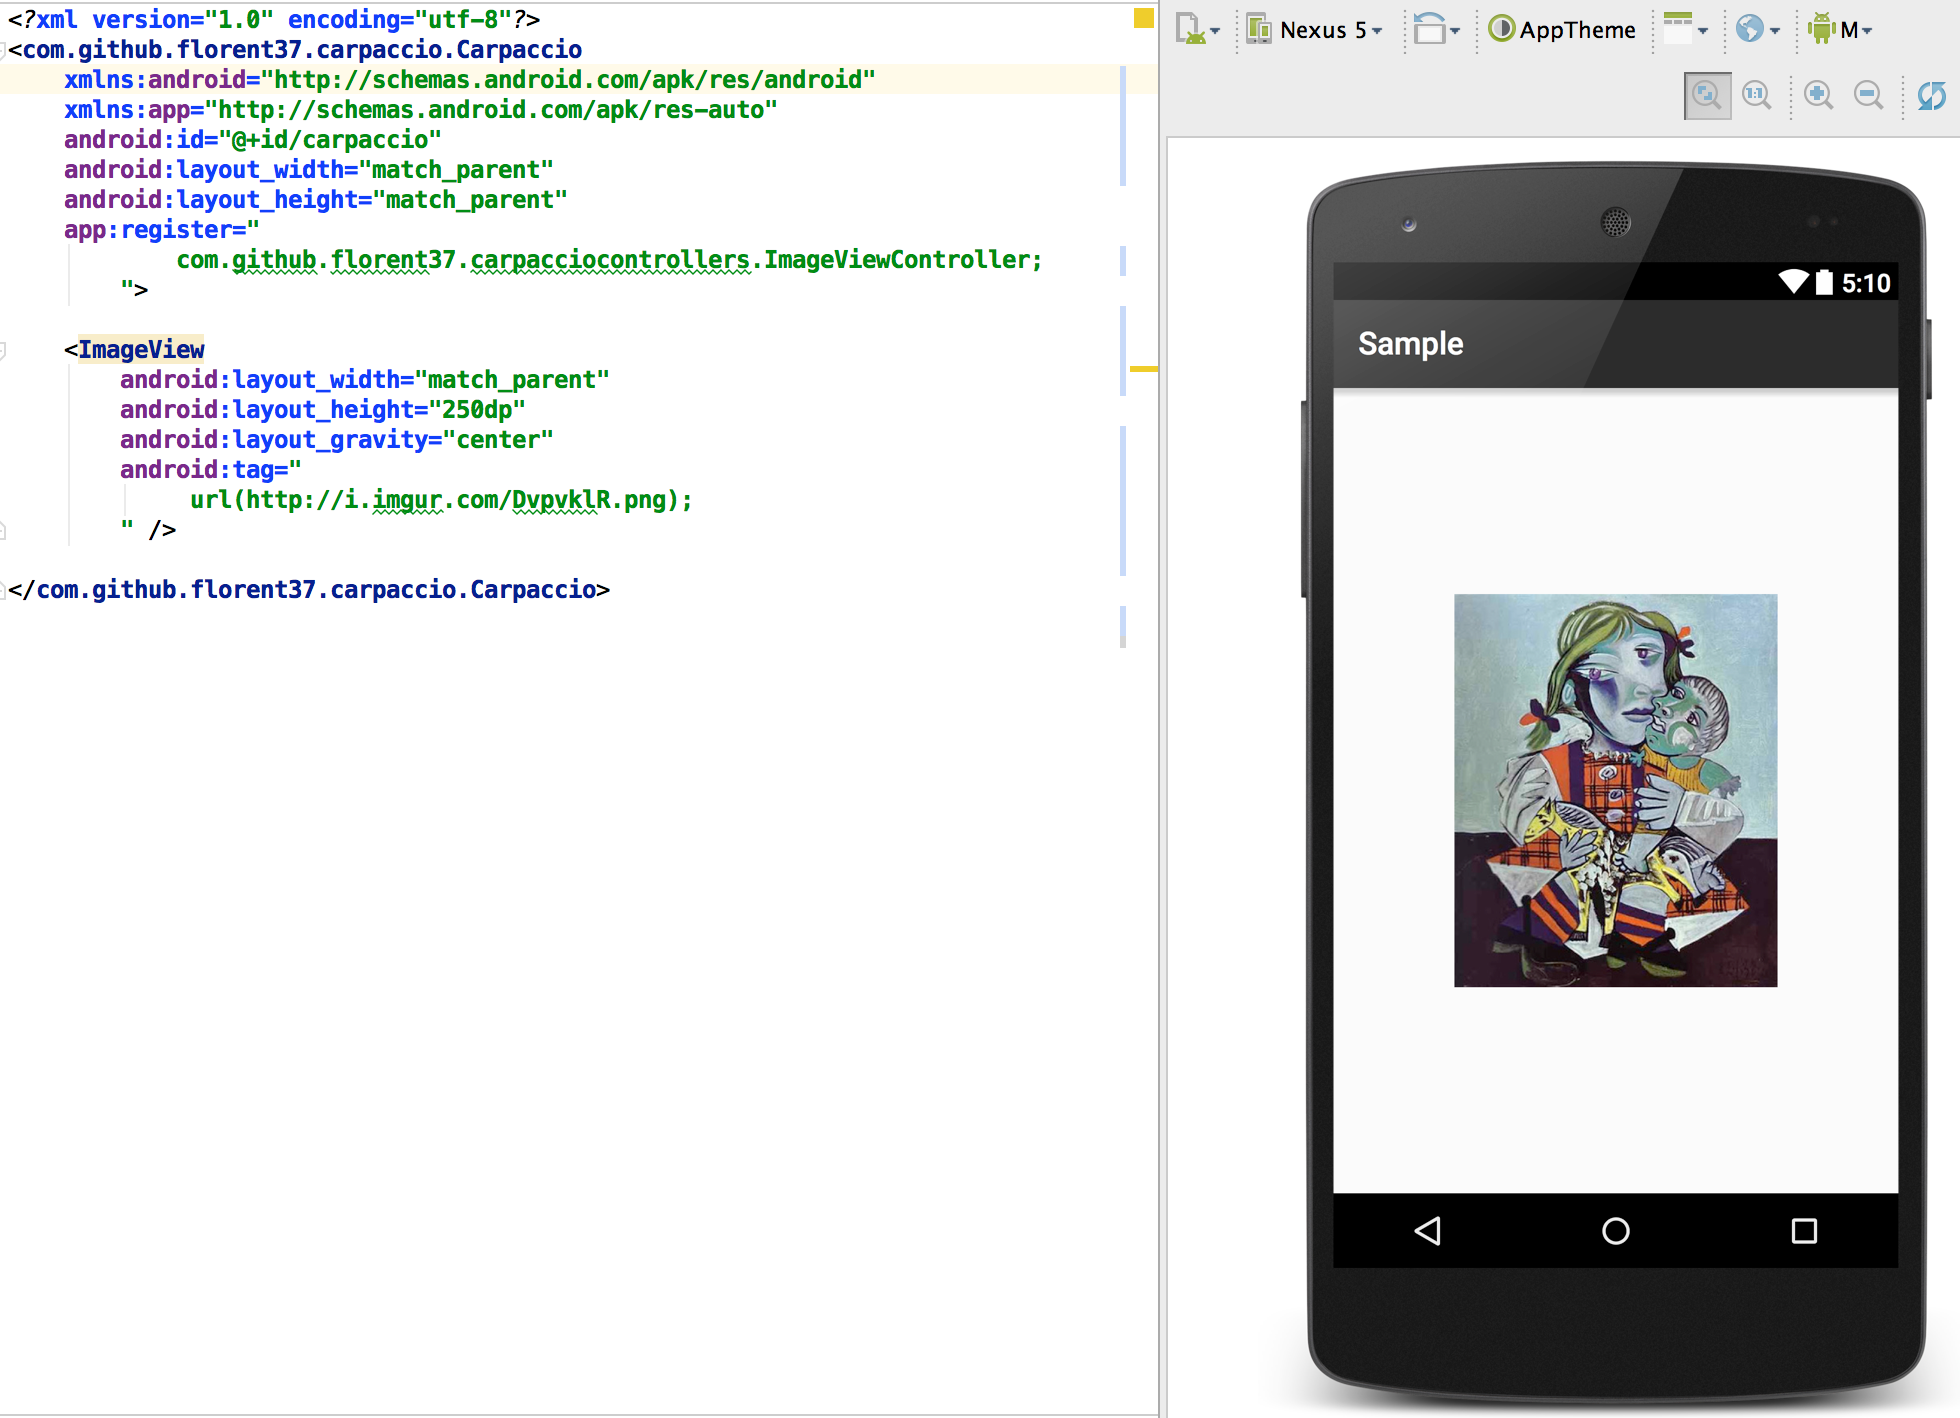 <?xml version="1.0" encoding="utf-8"?>
<com.github.florent37.carpaccio.Carpaccio
    xmlns:android="http://schemas.android.com/apk/res/android"
    xmlns:app="http://schemas.android.com/apk/res-auto"
    android:id="@+id/carpaccio"
    android:layout_width="match_parent"
    android:layout_height="match_parent"
    app:register="
            com.github.florent37.carpacciocontrollers.ImageViewController;
        ">
    <ImageView
        android:layout_width="match_parent"
        android:layout_height="250dp"
        android:layout_gravity="center"
        android:tag="
             url(http://i.imgur.com/DvpvklR.png);
        " />
</com.github.florent37.carpaccio.Carpaccio>
Nexus 5
AppTheme
M
1:1
5:10
Sample